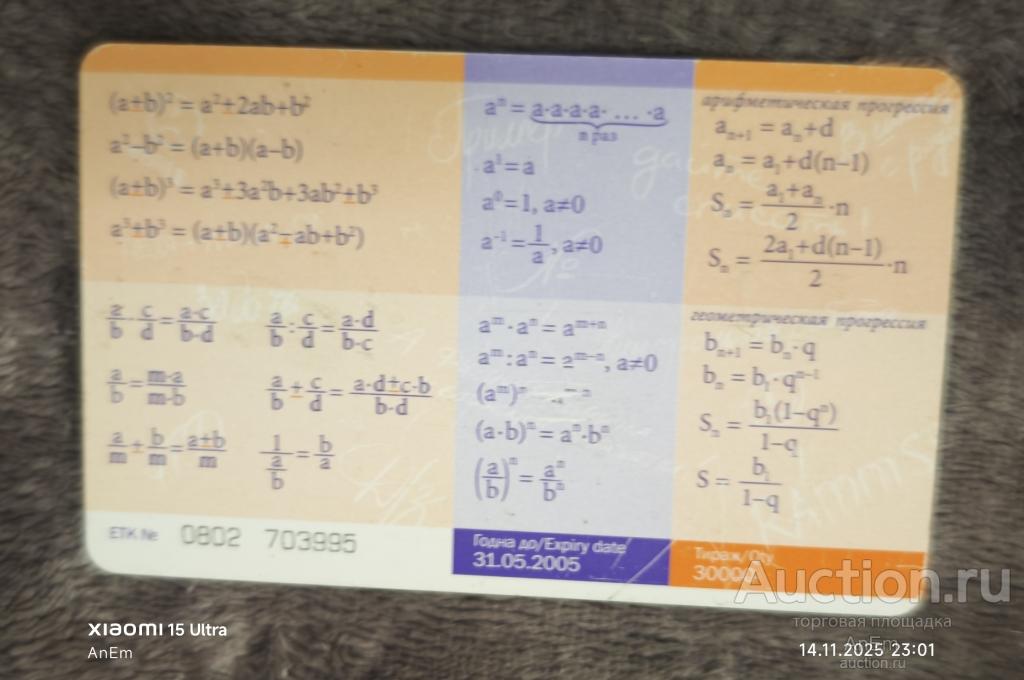 (a±b)² = a²±2ab+b²
a²−b² = (a+b)(a−b)
(a±b)³ = a³±3a²b+3ab²±b³
a³±b³ = (a±b)(a²∓ab+b²)
a/b · c/d = a·c/b·d
a/b : c/d = a·d/b·c
a/b = m·a/m·b
a/b ± c/d = a·d±c·b/b·d
a/m ± b/m = a±b/m
1/(a/b) = b/a
aⁿ = a·a·a·a· ... ·a
n раз
a¹=a
a⁰=1, a≠0
a⁻¹=1/a, a≠0
aᵐ·aⁿ = aᵐ⁺ⁿ
aᵐ:aⁿ = aᵐ⁻ⁿ, a≠0
(aᵐ)ⁿ
(a·b)ⁿ = aⁿ·bⁿ
(a/b)ⁿ = aⁿ/bⁿ
арифметическая прогрессия
aₙ₊₁ = aₙ+d
aₙ = a₁+d(n−1)
Sₙ = a₁+aₙ/2 ·n
Sₙ = 2a₁+d(n−1)/2 ·n
геометрическая прогрессия
bₙ₊₁ = bₙ·q
bₙ = b₁·qⁿ⁻¹
Sₙ = b₁(1−qⁿ)/1−q
S = b₁/1−q
ЕТК № 0802 703995
Годна до/Expiry date
31.05.2005
Тираж/Qty
Auction.ru
торговая площадка
AnEm
auction.ru
xiaomi 15 Ultra
AnEm
14.11.2025 23:01